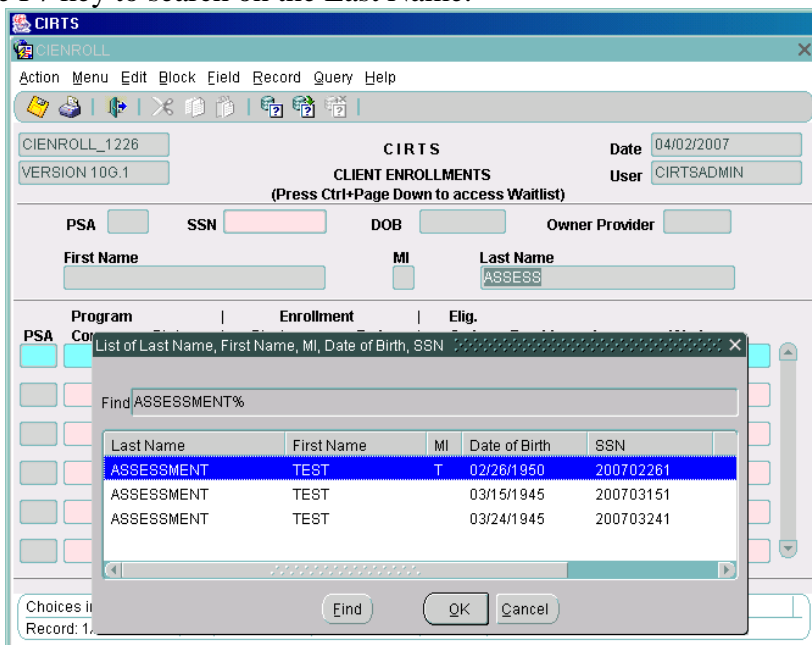 key to search on the Last Name.
CIRTS
CIENROLL
Action Menu Edit Block Field Record Query Help
CIENROLL_1226 CIRTS Date 04/02/2007
VERSION 10G.1 CLIENT ENROLLMENTS User CIRTSADMIN
(Press Ctrl+Page Down to access Waitlist)
PSA SSN DOB Owner Provider
First Name MI Last Name
ASSESS
Program | Enrollment | Elig.
PSA
List of Last Name, First Name, MI, Date of Birth, SSN
Find ASSESSMENT%
Last Name First Name MI Date of Birth SSN
ASSESSMENT TEST T 02/26/1950 200702261
ASSESSMENT TEST 03/15/1945 200703151
ASSESSMENT TEST 03/24/1945 200703241
Find OK Cancel
Choices
Record: 1